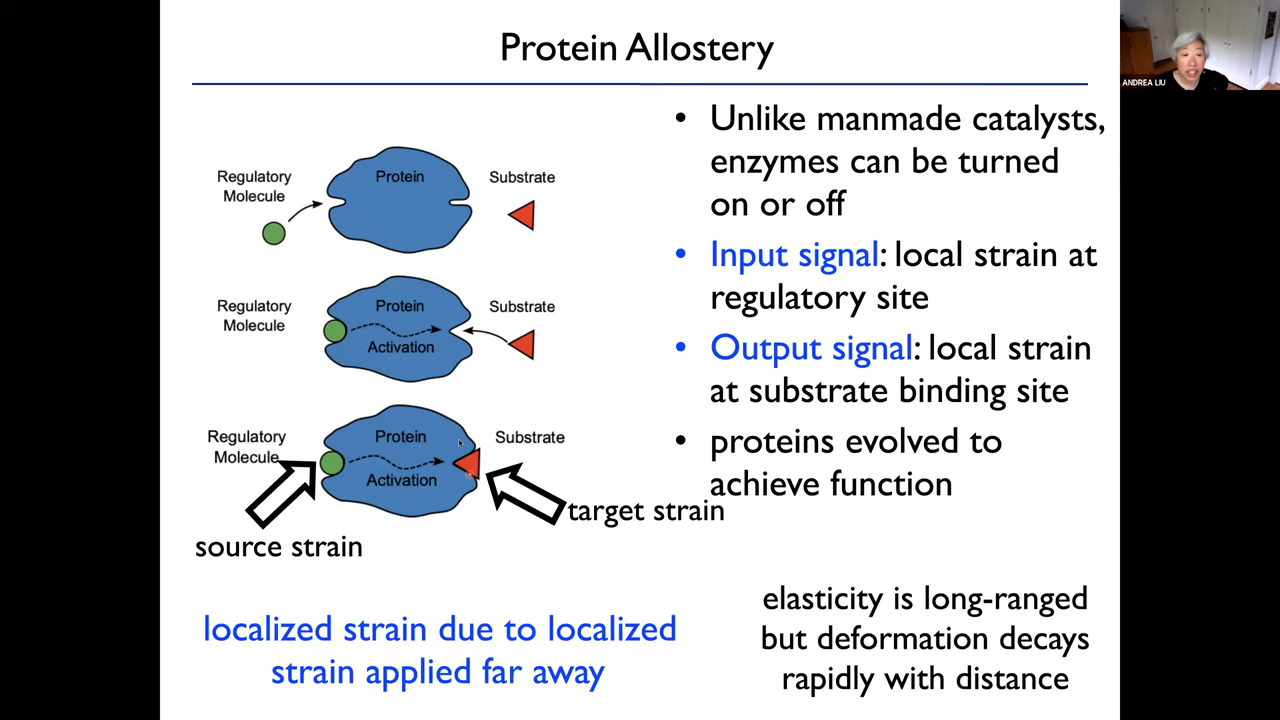 Protein Allostery
ANDREA LIU
Regulatory
Molecule
Protein
Substrate
Regulatory
Molecule
Protein
Activation
Substrate
Regulatory
Molecule
Protein
Activation
Substrate
source strain
target strain
• Unlike manmade catalysts,
enzymes can be turned
on or off
• Input signal: local strain at
regulatory site
• Output signal: local strain
at substrate binding site
• proteins evolved to
achieve function
localized strain due to localized
strain applied far away
elasticity is long-ranged
but deformation decays
rapidly with distance